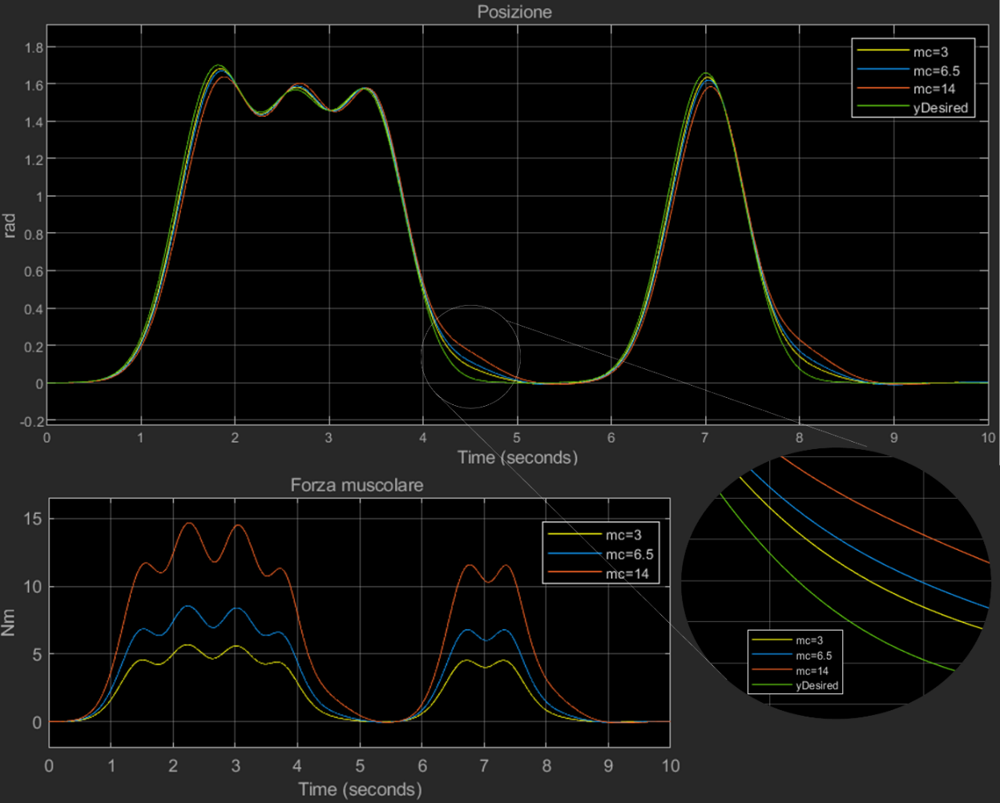 Posizione
1.8
1.6
1.4
1.2
1
0.8
0.6
0.4
0.2
0
-0.2
rad
mc=3
mc=6.5
mc=14
yDesired
0 1 2 3 4 5 6 7 8 9 10
Time (seconds)
Forza muscolare
15
10
5
0
Nm
mc=3
mc=6.5
mc=14
0 1 2 3 4 5 6 7 8 9 10
Time (seconds)
mc=3
mc=6.5
mc=14
yDesired